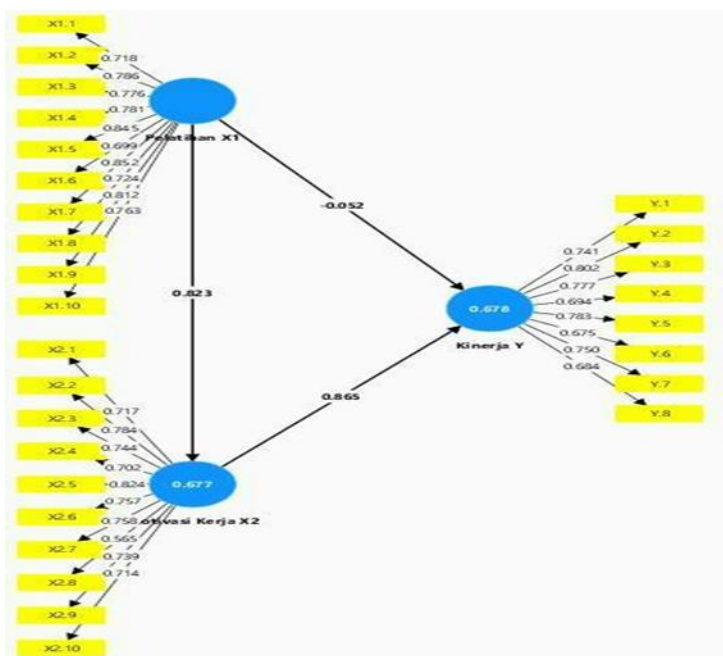 X1.1
X1.2
X1.3
X1.4
X1.5
X1.6
X1.7
X1.8
X1.9
X1.10
0.718
0.786
0.776
0.781
0.845
0.699
0.852
0.724
0.812
0.763
Pelatihan X1
-0.052
0.823
0.865
X2.1
X2.2
X2.3
X2.4
X2.5
X2.6
X2.7
X2.8
X2.9
X2.10
0.717
0.784
0.744
0.702
0.824
0.757
0.758
0.565
0.739
0.714
0.677
otivasi Kerja X2
0.678
Kinerja Y
0.741
0.802
0.777
0.694
0.783
0.675
0.750
0.684
Y.1
Y.2
Y.3
Y.4
Y.5
Y.6
Y.7
Y.8